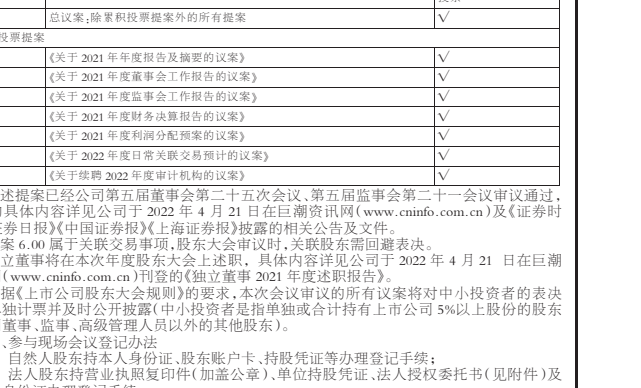 总议案：除累积投票提案外的所有提案 √
投票提案
《关于 2021 年年度报告及摘要的议案》 √
《关于 2021 年度董事会工作报告的议案》 √
《关于 2021 年度监事会工作报告的议案》 √
《关于 2021 年度财务决算报告的议案》 √
《关于 2021 年度利润分配预案的议案》 √
《关于 2022 年度日常关联交易预计的议案》 √
《关于续聘 2022 年度审计机构的议案》 √
述提案已经公司第五届董事会第二十五次会议、第五届监事会第二十一会议审议通过，
具体内容详见公司于 2022 年 4 月 21 日在巨潮资讯网（www.cninfo.com.cn）及《证券时
证券日报》《中国证券报》《上海证券报》披露的相关公告及文件。
案 6.00 属于关联交易事项，股东大会审议时，关联股东需回避表决。
立董事将在本次年度股东大会上述职，具体内容详见公司于 2022 年 4 月 21 日在巨潮
（www.cninfo.com.cn）刊登的《独立董事 2021 年度述职报告》。
据《上市公司股东大会规则》的要求，本次会议审议的所有议案将对中小投资者的表决
独计票并及时公开披露（中小投资者是指单独或合计持有上市公司 5%以上股份的股东
董事、监事、高级管理人员以外的其他股东）。
、参与现场会议登记办法
自然人股东持本人身份证、股东账户卡、持股凭证等办理登记手续；
法人股东持营业执照复印件（加盖公章）、单位持股凭证、法人授权委托书（见附件）及